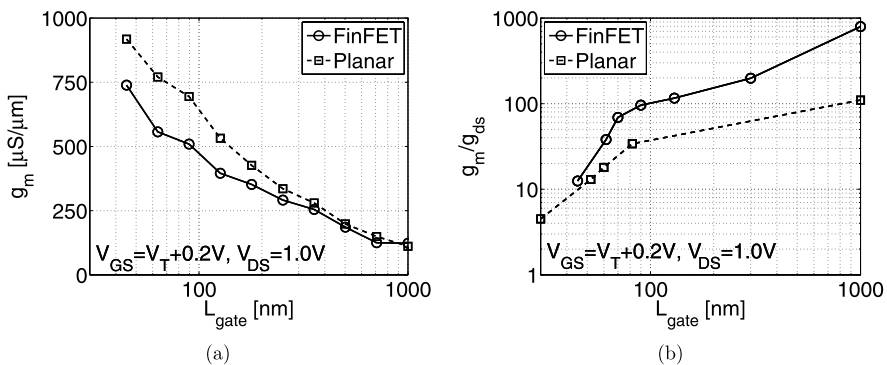 1000
750
500
250
0
g_m [µS/µm]
FinFET
Planar
V_GS=V_T+0.2V, V_DS=1.0V
100
1000
L_gate [nm]
(a)
1000
100
10
1
g_m/g_ds
FinFET
Planar
V_GS=V_T+0.2V, V_DS=1.0V
100
1000
L_gate [nm]
(b)